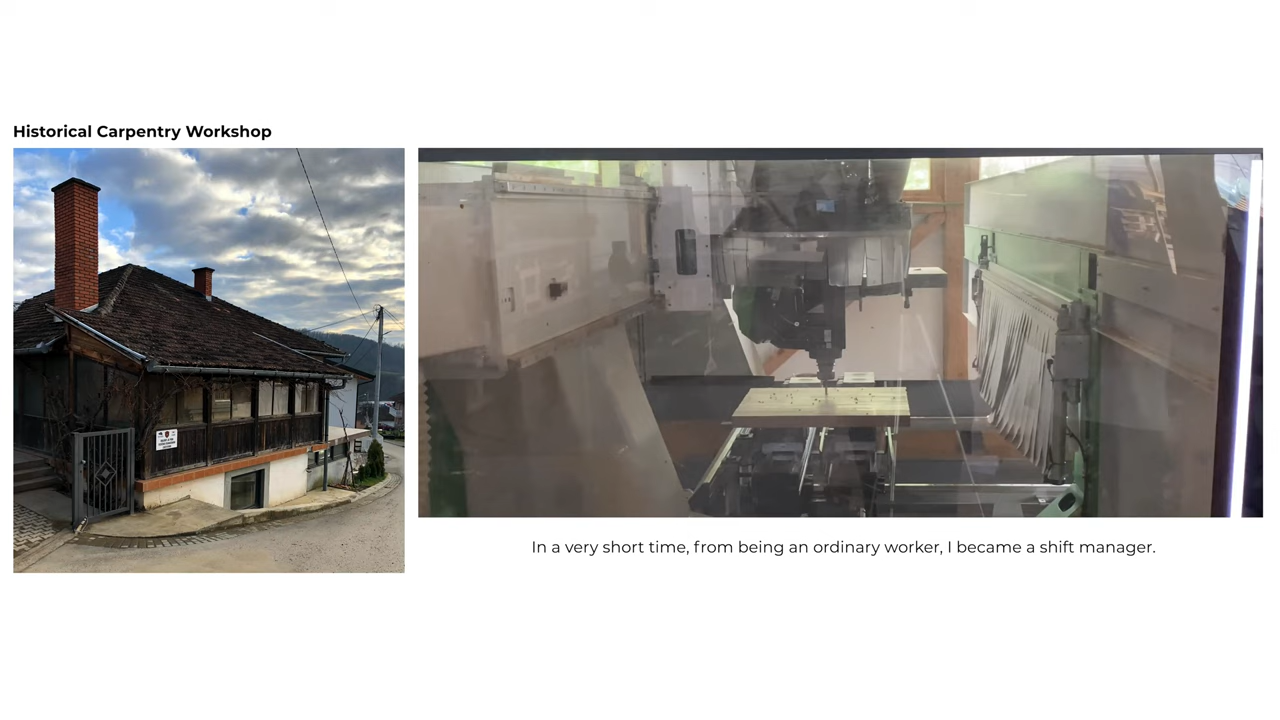 Historical Carpentry Workshop
In a very short time, from being an ordinary worker, I became a shift manager.